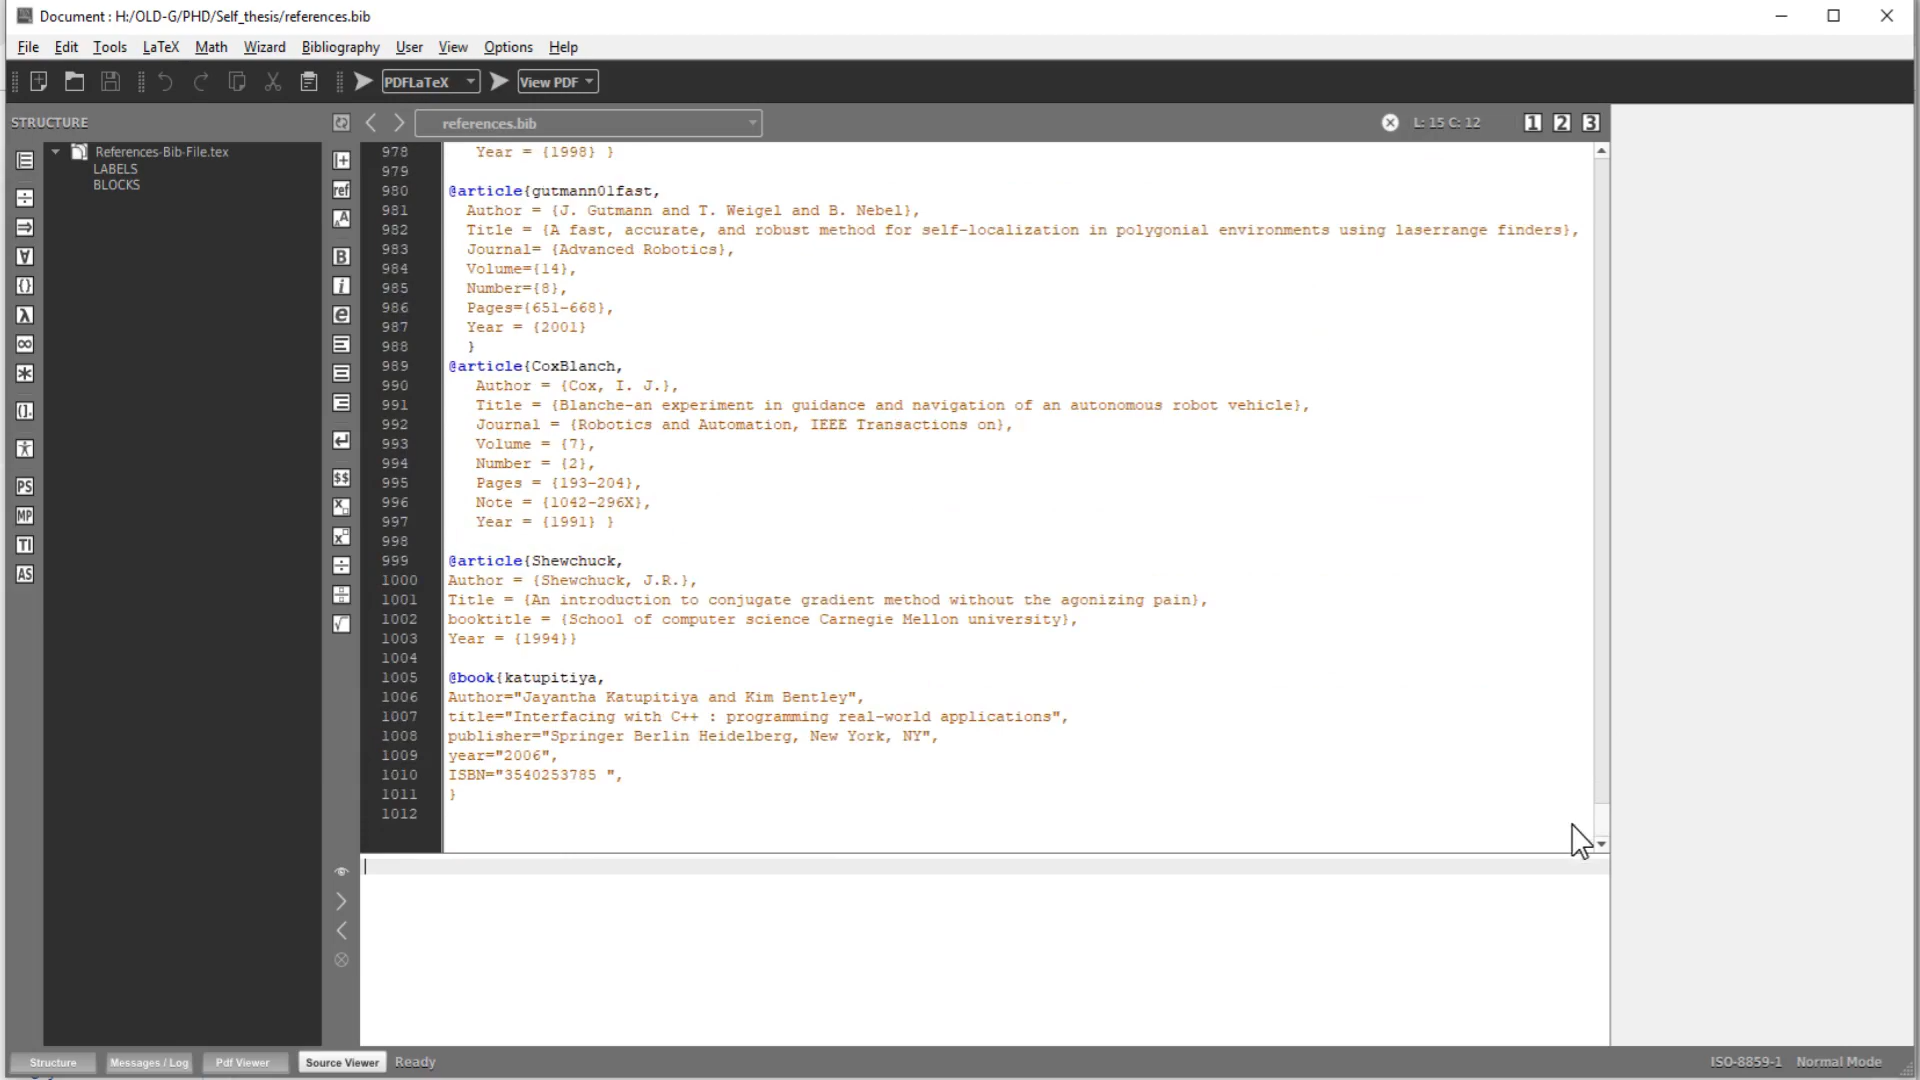 Document : H:/OLD-G/PHD/Self_thesis/references.bib
File Edit Tools LaTeX Math Wizard Bibliography User View Options Help
PDFLaTeX View PDF
STRUCTURE references.bib L: 15 C: 12 1 2 3
References-Bib-File.tex
LABELS
BLOCKS
978 Year = {1998} }
979
980 @article{gutmann01fast,
981 Author = {J. Gutmann and T. Weigel and B. Nebel},
982 Title = {A fast, accurate, and robust method for self-localization in polygonial environments using laserrange finders},
983 Journal= {Advanced Robotics},
984 Volume={14},
985 Number={8},
986 Pages={651-668},
987 Year = {2001}
988 }
989 @article{CoxBlanch,
990 Author = {Cox, I. J.},
991 Title = {Blanche-an experiment in guidance and navigation of an autonomous robot vehicle},
992 Journal = {Robotics and Automation, IEEE Transactions on},
993 Volume = {7},
994 Number = {2},
995 Pages = {193-204},
996 Note = {1042-296X},
997 Year = {1991} }
998
999 @article{Shewchuck,
1000 Author = {Shewchuck, J.R.},
1001 Title = {An introduction to conjugate gradient method without the agonizing pain},
1002 booktitle = {School of computer science Carnegie Mellon university},
1003 Year = {1994}}
1004
1005 @book{katupitiya,
1006 Author="Jayantha Katupitiya and Kim Bentley",
1007 title="Interfacing with C++ : programming real-world applications",
1008 publisher="Springer Berlin Heidelberg, New York, NY",
1009 year="2006",
1010 ISBN="3540253785 ",
1011 }
1012
Structure Messages / Log Pdf Viewer Source Viewer Ready ISO-8859-1 Normal Mode